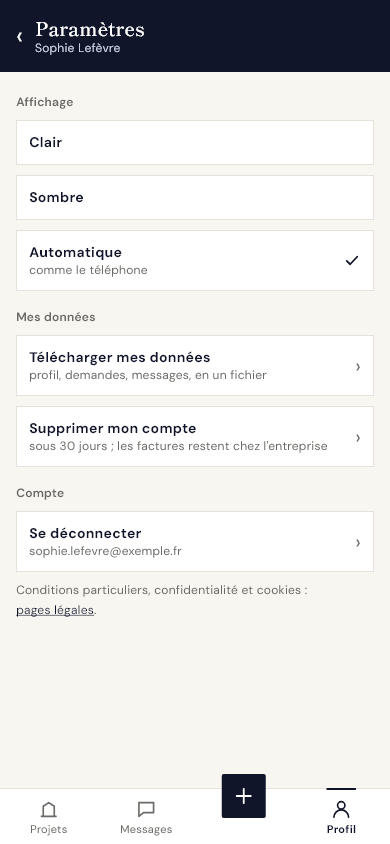 Paramètres
Sophie Lefèvre
Affichage
Clair
Sombre
Automatique
comme le téléphone
Mes données
Télécharger mes données
profil, demandes, messages, en un fichier
Supprimer mon compte
sous 30 jours ; les factures restent chez l'entreprise
Compte
Se déconnecter
sophie.lefevre@exemple.fr
Conditions particuliers, confidentialité et cookies :
pages légales.
Projets
Messages
Profil